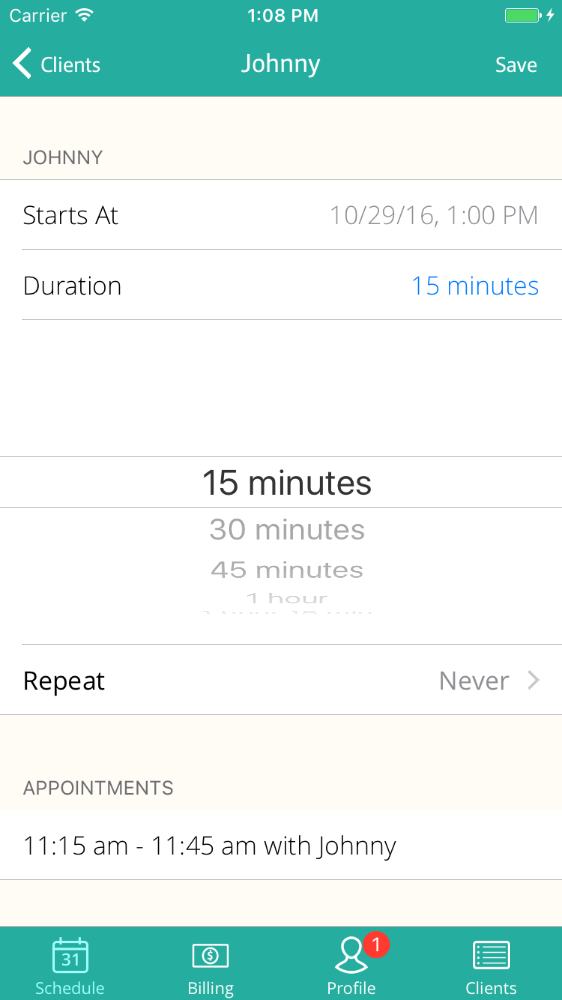 Carrier 1:08 PM
Clients Johnny Save
JOHNNY
Starts At 10/29/16, 1:00 PM
Duration 15 minutes
15 minutes
30 minutes
45 minutes
1 hour
Repeat Never
APPOINTMENTS
11:15 am - 11:45 am with Johnny
31 1
Schedule Billing Profile Clients